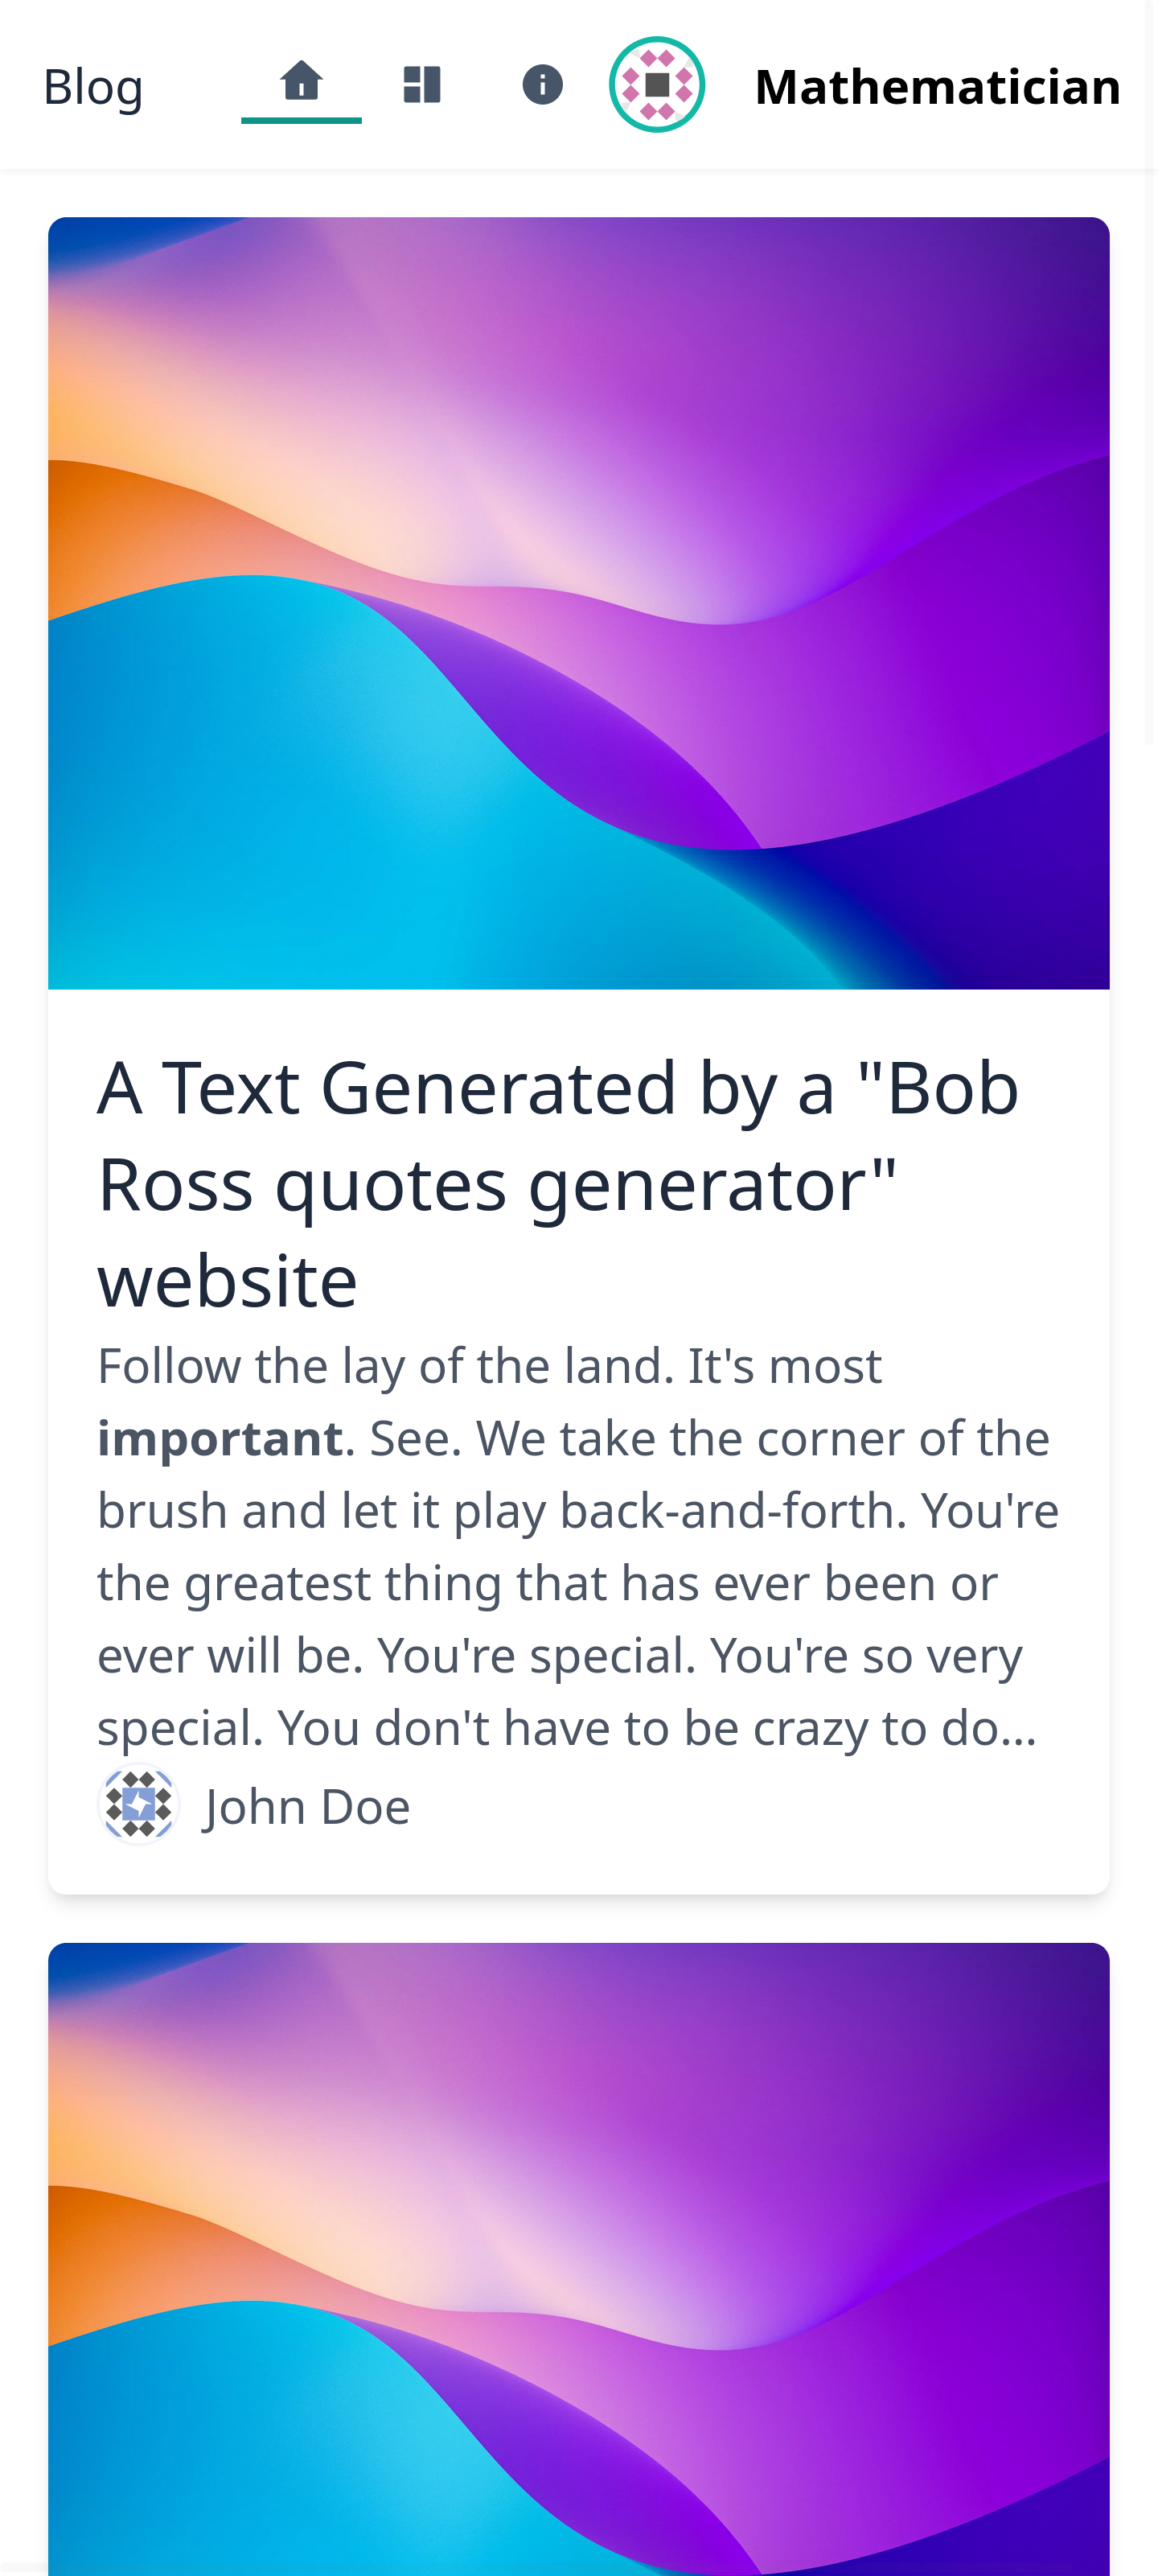 Blog Mathematician
A Text Generated by a "Bob
Ross quotes generator"
website
Follow the lay of the land. It's most
important. See. We take the corner of the
brush and let it play back-and-forth. You're
the greatest thing that has ever been or
ever will be. You're special. You're so very
special. You don't have to be crazy to do...
John Doe